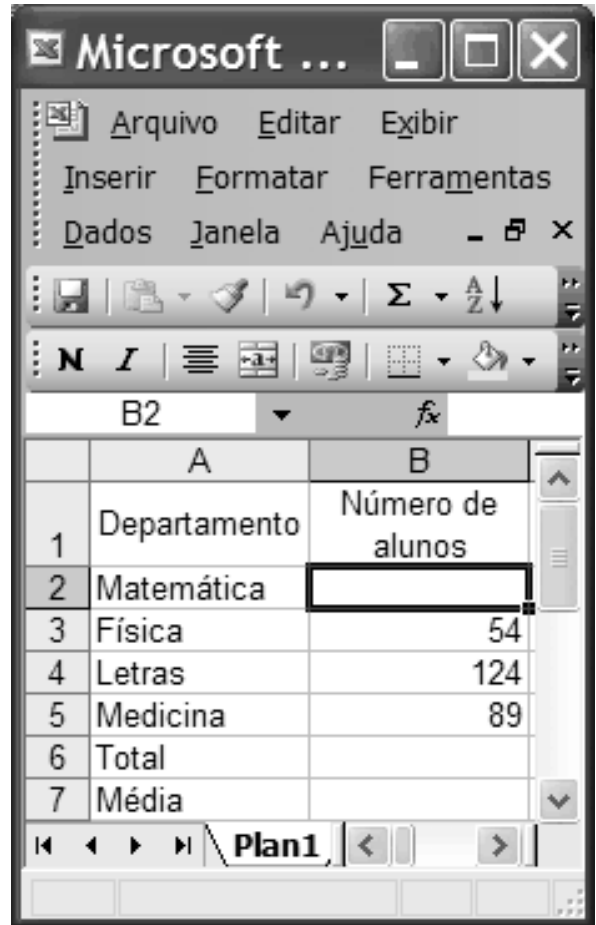 Microsoft ...
Arquivo Editar Exibir
Inserir Formatar Ferramentas
Dados Janela Ajuda
Σ A Z
N I a
B2 fx
A B
1 Departamento Número de alunos
2 Matemática
3 Física 54
4 Letras 124
5 Medicina 89
6 Total
7 Média
Plan1